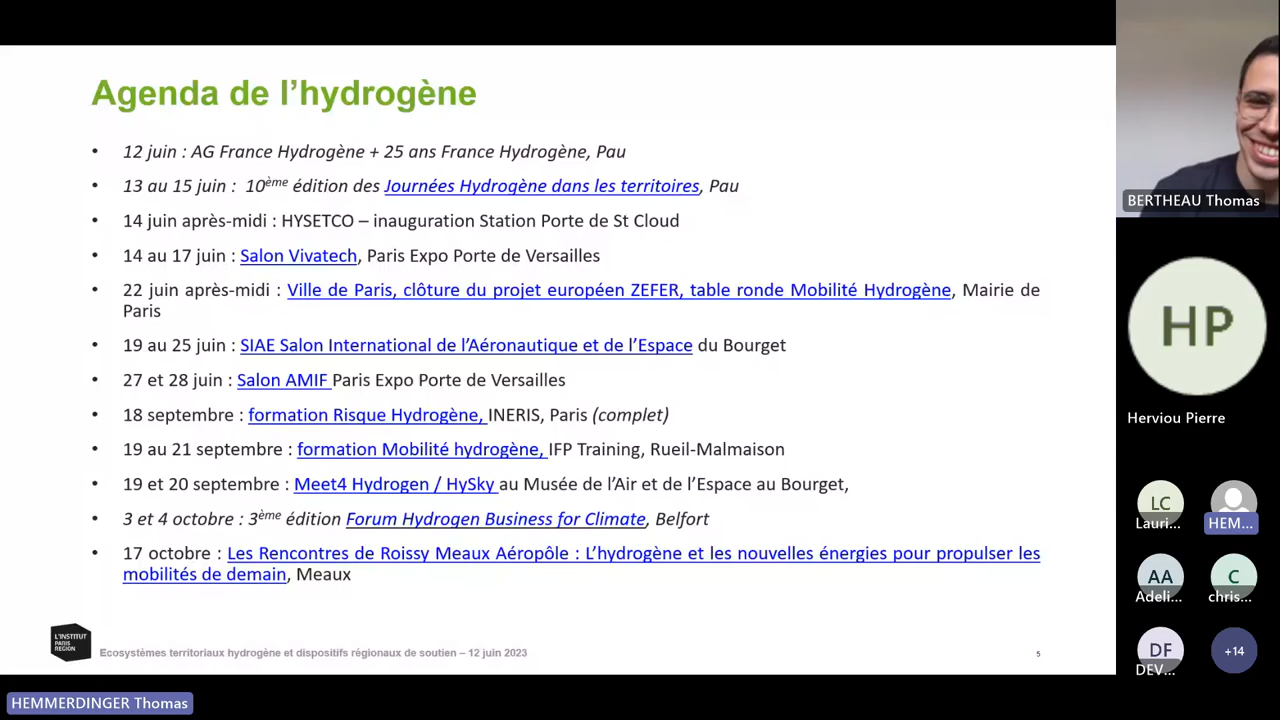 Agenda de l’hydrogène
• 12 juin : AG France Hydrogène + 25 ans France Hydrogène, Pau
• 13 au 15 juin : 10ème édition des Journées Hydrogène dans les territoires, Pau
• 14 juin après-midi : HYSETCO – inauguration Station Porte de St Cloud
• 14 au 17 juin : Salon Vivatech, Paris Expo Porte de Versailles
• 22 juin après-midi : Ville de Paris, clôture du projet européen ZEFER, table ronde Mobilité Hydrogène, Mairie de
Paris
• 19 au 25 juin : SIAE Salon International de l’Aéronautique et de l’Espace du Bourget
• 27 et 28 juin : Salon AMIF Paris Expo Porte de Versailles
• 18 septembre : formation Risque Hydrogène, INERIS, Paris (complet)
• 19 au 21 septembre : formation Mobilité hydrogène, IFP Training, Rueil-Malmaison
• 19 et 20 septembre : Meet4 Hydrogen / HySky au Musée de l’Air et de l’Espace au Bourget,
• 3 et 4 octobre : 3ème édition Forum Hydrogen Business for Climate, Belfort
• 17 octobre : Les Rencontres de Roissy Meaux Aéropôle : L’hydrogène et les nouvelles énergies pour propulser les
mobilités de demain, Meaux
L’INSTITUT
PARIS
REGION
Ecosystèmes territoriaux hydrogène et dispositifs régionaux de soutien – 12 juin 2023
5
HEMMERDINGER Thomas
BERTHEAU Thomas
HP
Herviou Pierre
LC
Lauri...
HEM...
AA
Adeli...
C
chris...
DF
DEV...
+14